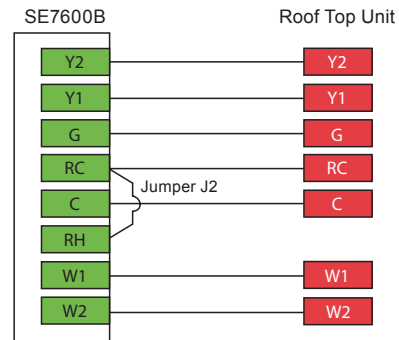 SE7600B Roof Top Unit
Y2 Y2
Y1 Y1
G G
RC RC
Jumper J2
C C
RH
W1 W1
W2 W2